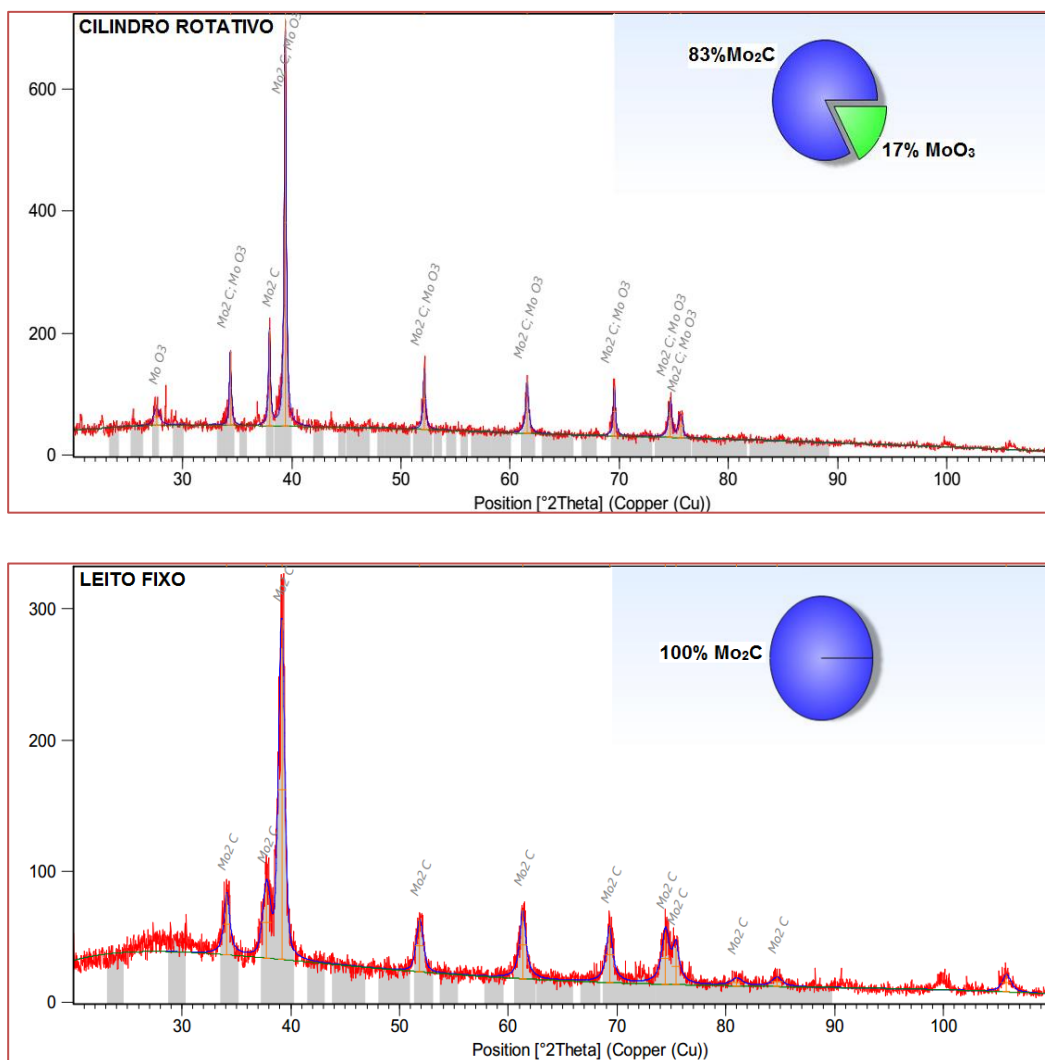 CILINDRO ROTATIVO
83%Mo₂C
17% MoO₃
600
400
200
0
Mo O3
Mo2 C; Mo O3
Mo2 C
Mo2 C; Mo O3
Mo2 C; Mo O3
Mo2 C; Mo O3
Mo2 C; Mo O3
Mo2 C; Mo O3
Mo2 C; Mo O3
30 40 50 60 70 80 90 100
Position [°2Theta] (Copper (Cu))
LEITO FIXO
100% Mo₂C
300
200
100
0
Mo2 C
Mo2 C
Mo2 C
Mo2 C
Mo2 C
Mo2 C
Mo2 C
Mo2 C
Mo2 C
Mo2 C
30 40 50 60 70 80 90 100
Position [°2Theta] (Copper (Cu))